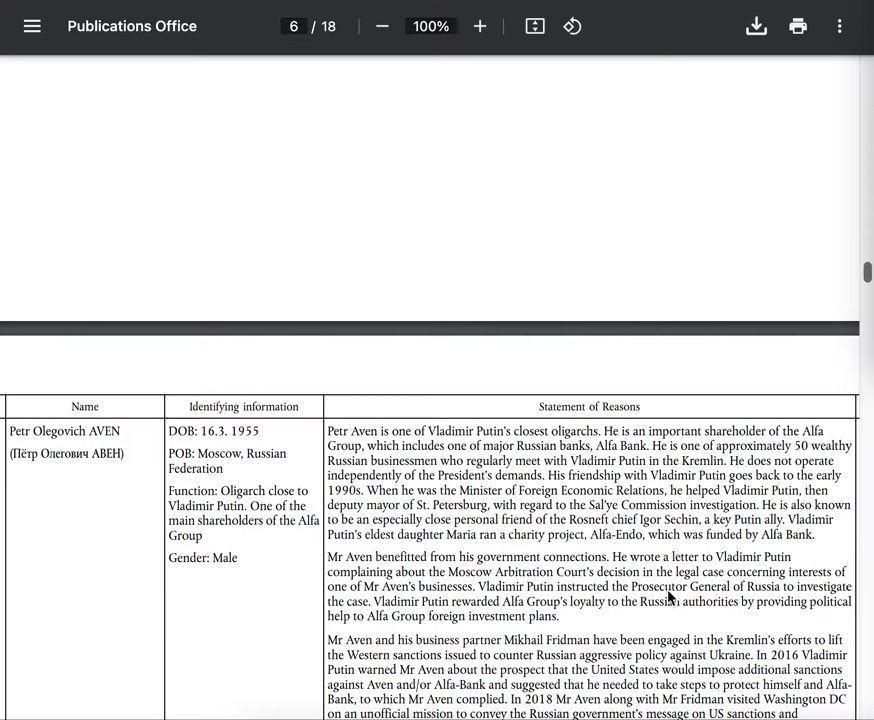 Publications Office
6 / 18
100%
Name
Identifying information
Statement of Reasons
Petr Olegovich AVEN
(Пётр Олегович АВЕН)
DOB: 16.3. 1955
POB: Moscow, Russian
Federation
Function: Oligarch close to
Vladimir Putin. One of the
main shareholders of the Alfa
Group
Gender: Male
Petr Aven is one of Vladimir Putin's closest oligarchs. He is an important shareholder of the Alfa
Group, which includes one of major Russian banks, Alfa Bank. He is one of approximately 50 wealthy
Russian businessmen who regularly meet with Vladimir Putin in the Kremlin. He does not operate
independently of the President's demands. His friendship with Vladimir Putin goes back to the early
1990s. When he was the Minister of Foreign Economic Relations, he helped Vladimir Putin, then
deputy mayor of St. Petersburg, with regard to the Sal'ye Commission investigation. He is also known
to be an especially close personal friend of the Rosneft chief Igor Sechin, a key Putin ally. Vladimir
Putin's eldest daughter Maria ran a charity project, Alfa-Endo, which was funded by Alfa Bank.
Mr Aven benefitted from his government connections. He wrote a letter to Vladimir Putin
complaining about the Moscow Arbitration Court's decision in the legal case concerning interests of
one of Mr Aven's businesses. Vladimir Putin instructed the Prosecutor General of Russia to investigate
the case. Vladimir Putin rewarded Alfa Group's loyalty to the Russian authorities by providing political
help to Alfa Group foreign investment plans.
Mr Aven and his business partner Mikhail Fridman have been engaged in the Kremlin's efforts to lift
the Western sanctions issued to counter Russian aggressive policy against Ukraine. In 2016 Vladimir
Putin warned Mr Aven about the prospect that the United States would impose additional sanctions
against Aven and/or Alfa-Bank and suggested that he needed to take steps to protect himself and Alfa-
Bank, to which Mr Aven complied. In 2018 Mr Aven along with Mr Fridman visited Washington DC
on an unofficial mission to convey the Russian government's message on US sanctions and